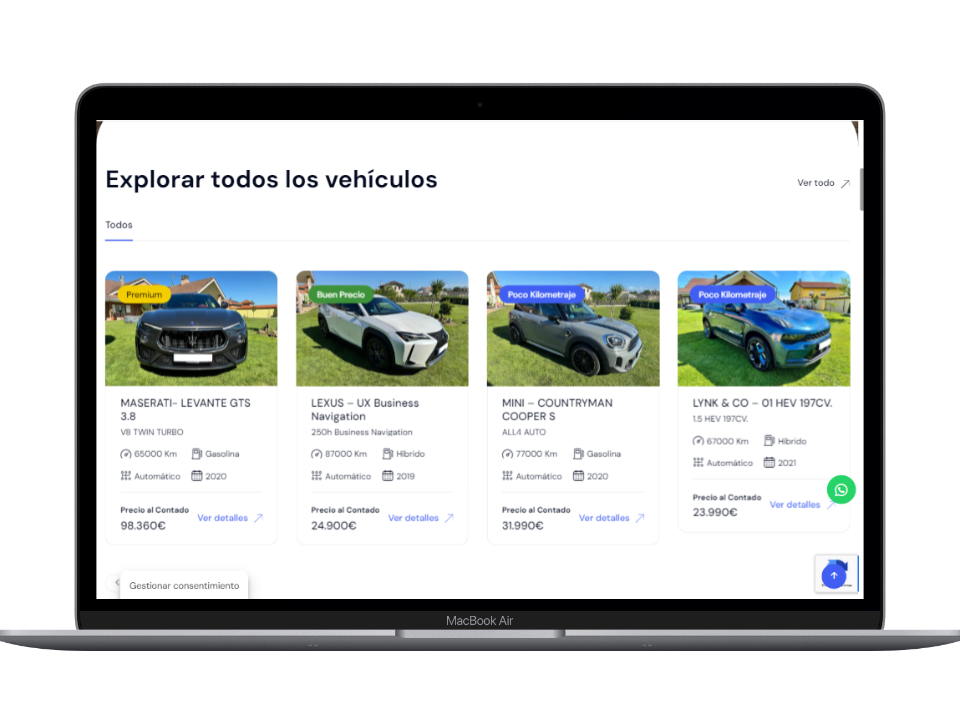 Explorar todos los vehículos
Ver todo
Todos
Premium
Buen Precio
Poco Kilometraje
Poco Kilometraje
MASERATI- LEVANTE GTS
3.8
V8 TWIN TURBO
65000 Km Gasolina
Automático 2020
Precio al Contado
98.360€
Ver detalles
LEXUS – UX Business
Navigation
250h Business Navigation
87000 Km Híbrido
Automático 2019
Precio al Contado
24.900€
Ver detalles
MINI – COUNTRYMAN
COOPER S
ALL4 AUTO
77000 Km Gasolina
Automático 2020
Precio al Contado
31.990€
Ver detalles
LYNK & CO – 01 HEV 197CV.
1.5 HEV 197CV.
67000 Km Híbrido
Automático 2021
Precio al Contado
23.990€
Ver detalles
Gestionar consentimiento
MacBook Air